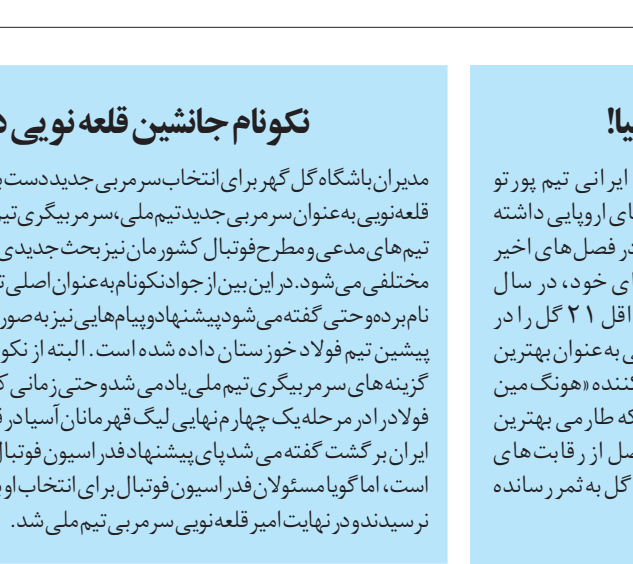 یا!
ایرانی تیم پورتو
ای اروپایی داشته
در فصل‌های اخیر
ای خود، در سال
اقل ۲۱ گل را در
ی به‌عنوان بهترین
کننده «هونگ مین
که طارمی بهترین
صل از رقابت‌های
گل به ثمر رسانده
نکونام جانشین قلعه نویی د
مدیران باشگاه گل گهر برای انتخاب سرمربی جدید دست ب
قلعه‌نویی به‌عنوان سرمربی جدید تیم ملی، سرمربیگری تیم
تیم‌های مدعی و مطرح فوتبال کشورمان نیز بحث جدیدی
مختلفی می‌شود. در این بین از جواد نکونام به‌عنوان اصلی ت
نام برده و حتی گفته می‌شود پیشنهاد و پیام‌هایی نیز به صور
پیشین تیم فولاد خوزستان داده شده است. البته از نکو
گزینه‌های سرمربیگری تیم ملی یاد می شد و حتی زمانی ک
فولاد را در مرحله یک چهارم نهایی لیگ قهرمانان آسیا در ق
ایران برگشت گفته می شد پای پیشنهاد فدراسیون فوتبال
است، اما گویا مسئولان فدراسیون فوتبال برای انتخاب او ب
نرسیدند و در نهایت امیر قلعه‌نویی سرمربی تیم ملی شد.